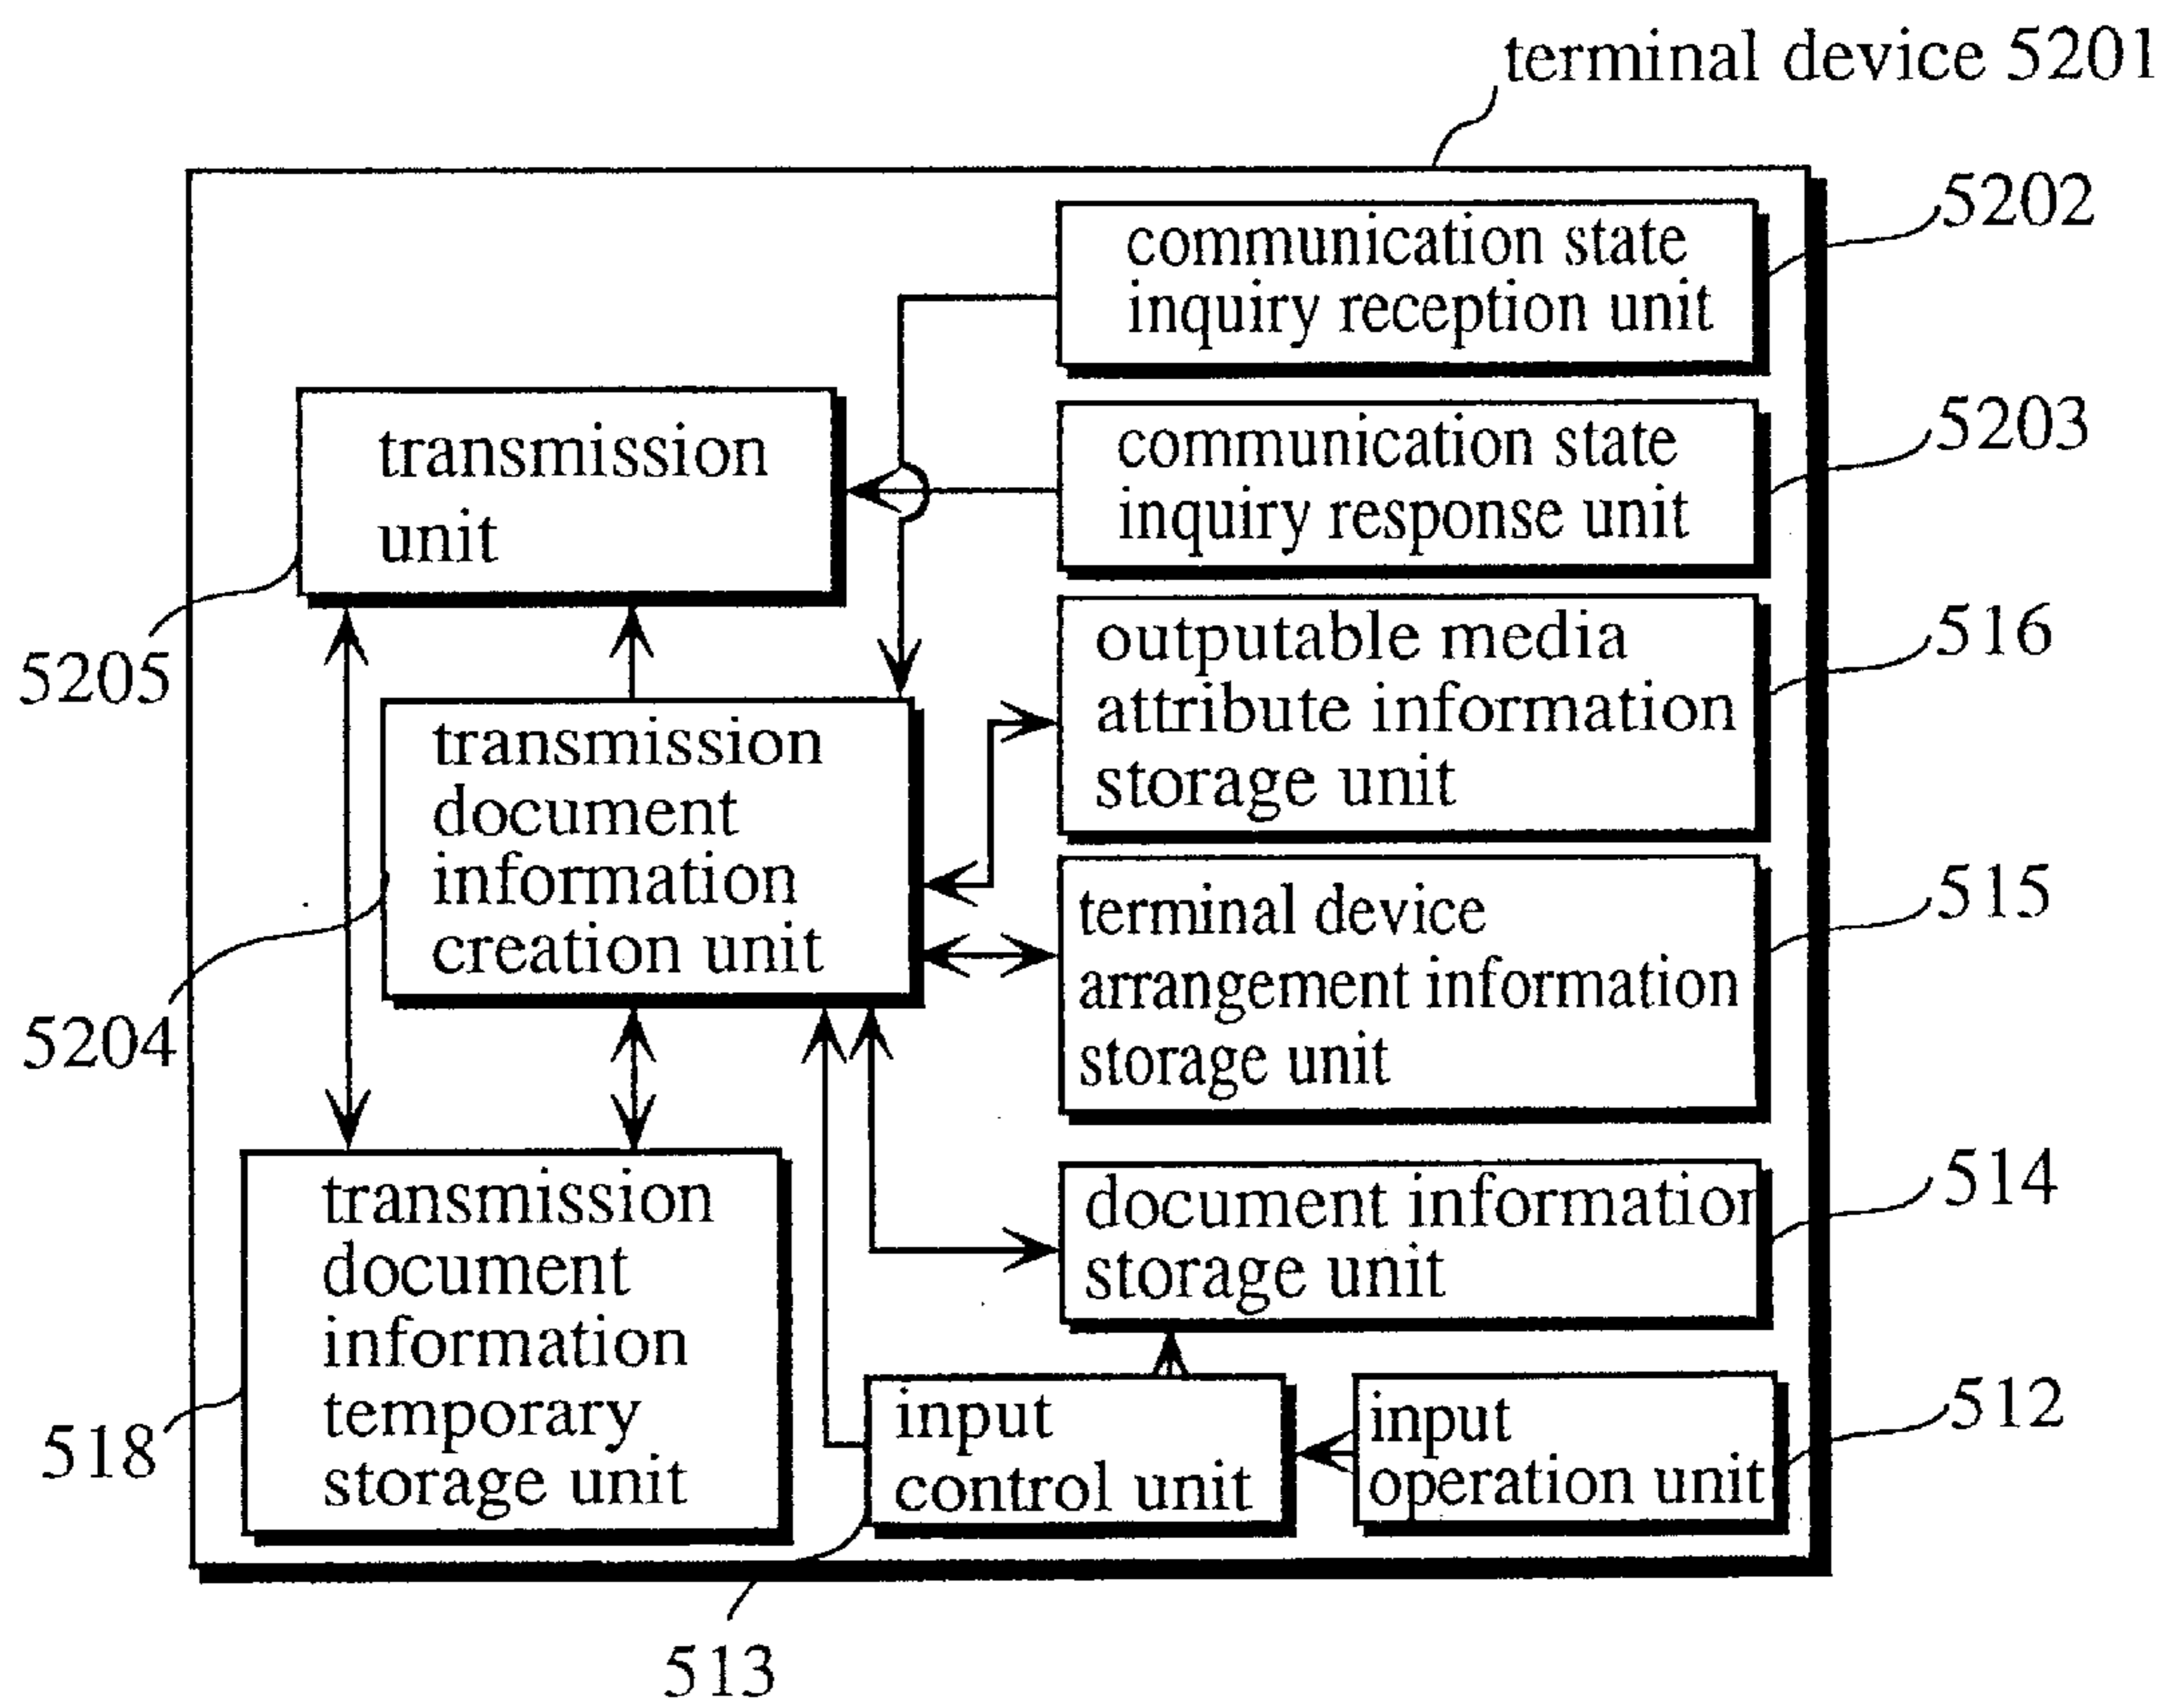 terminal device 5201
communication state
inquiry reception unit
5202
transmission
unit
5205
communication state
inquiry response unit
5203
outputable media
attribute information
storage unit
516
transmission
document
information
creation unit
5204
terminal device
arrangement information
storage unit
515
document information
storage unit
514
transmission
document
information
temporary
storage unit
518
input
control unit
513
input
operation unit
512